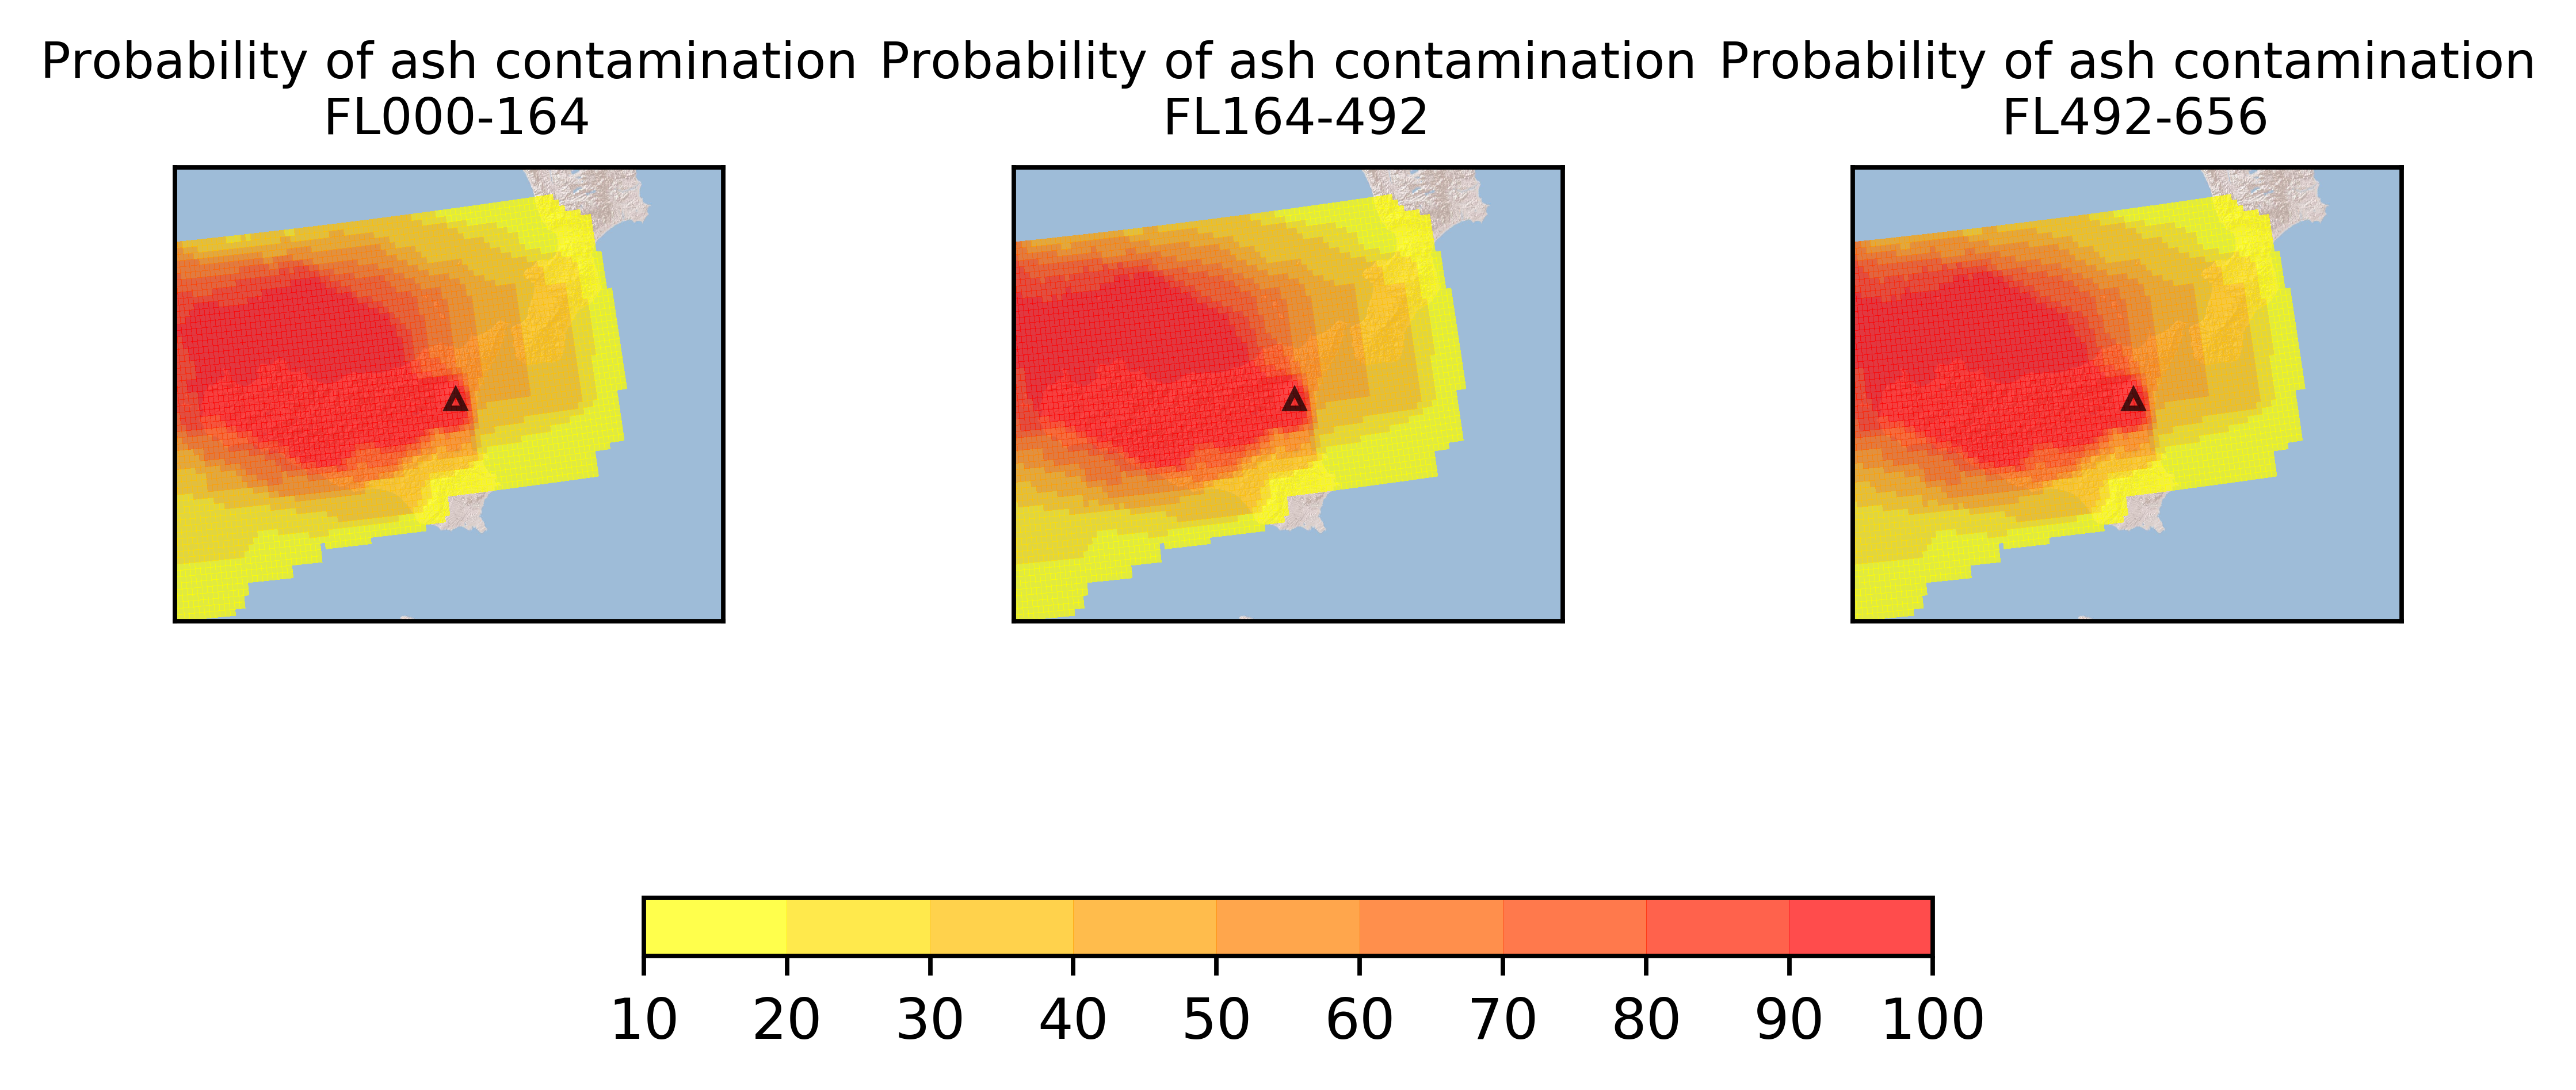 Probability of ash contamination
FL000-164
Probability of ash contamination
FL164-492
Probability of ash contamination
FL492-656
10 20 30 40 50 60 70 80 90 100